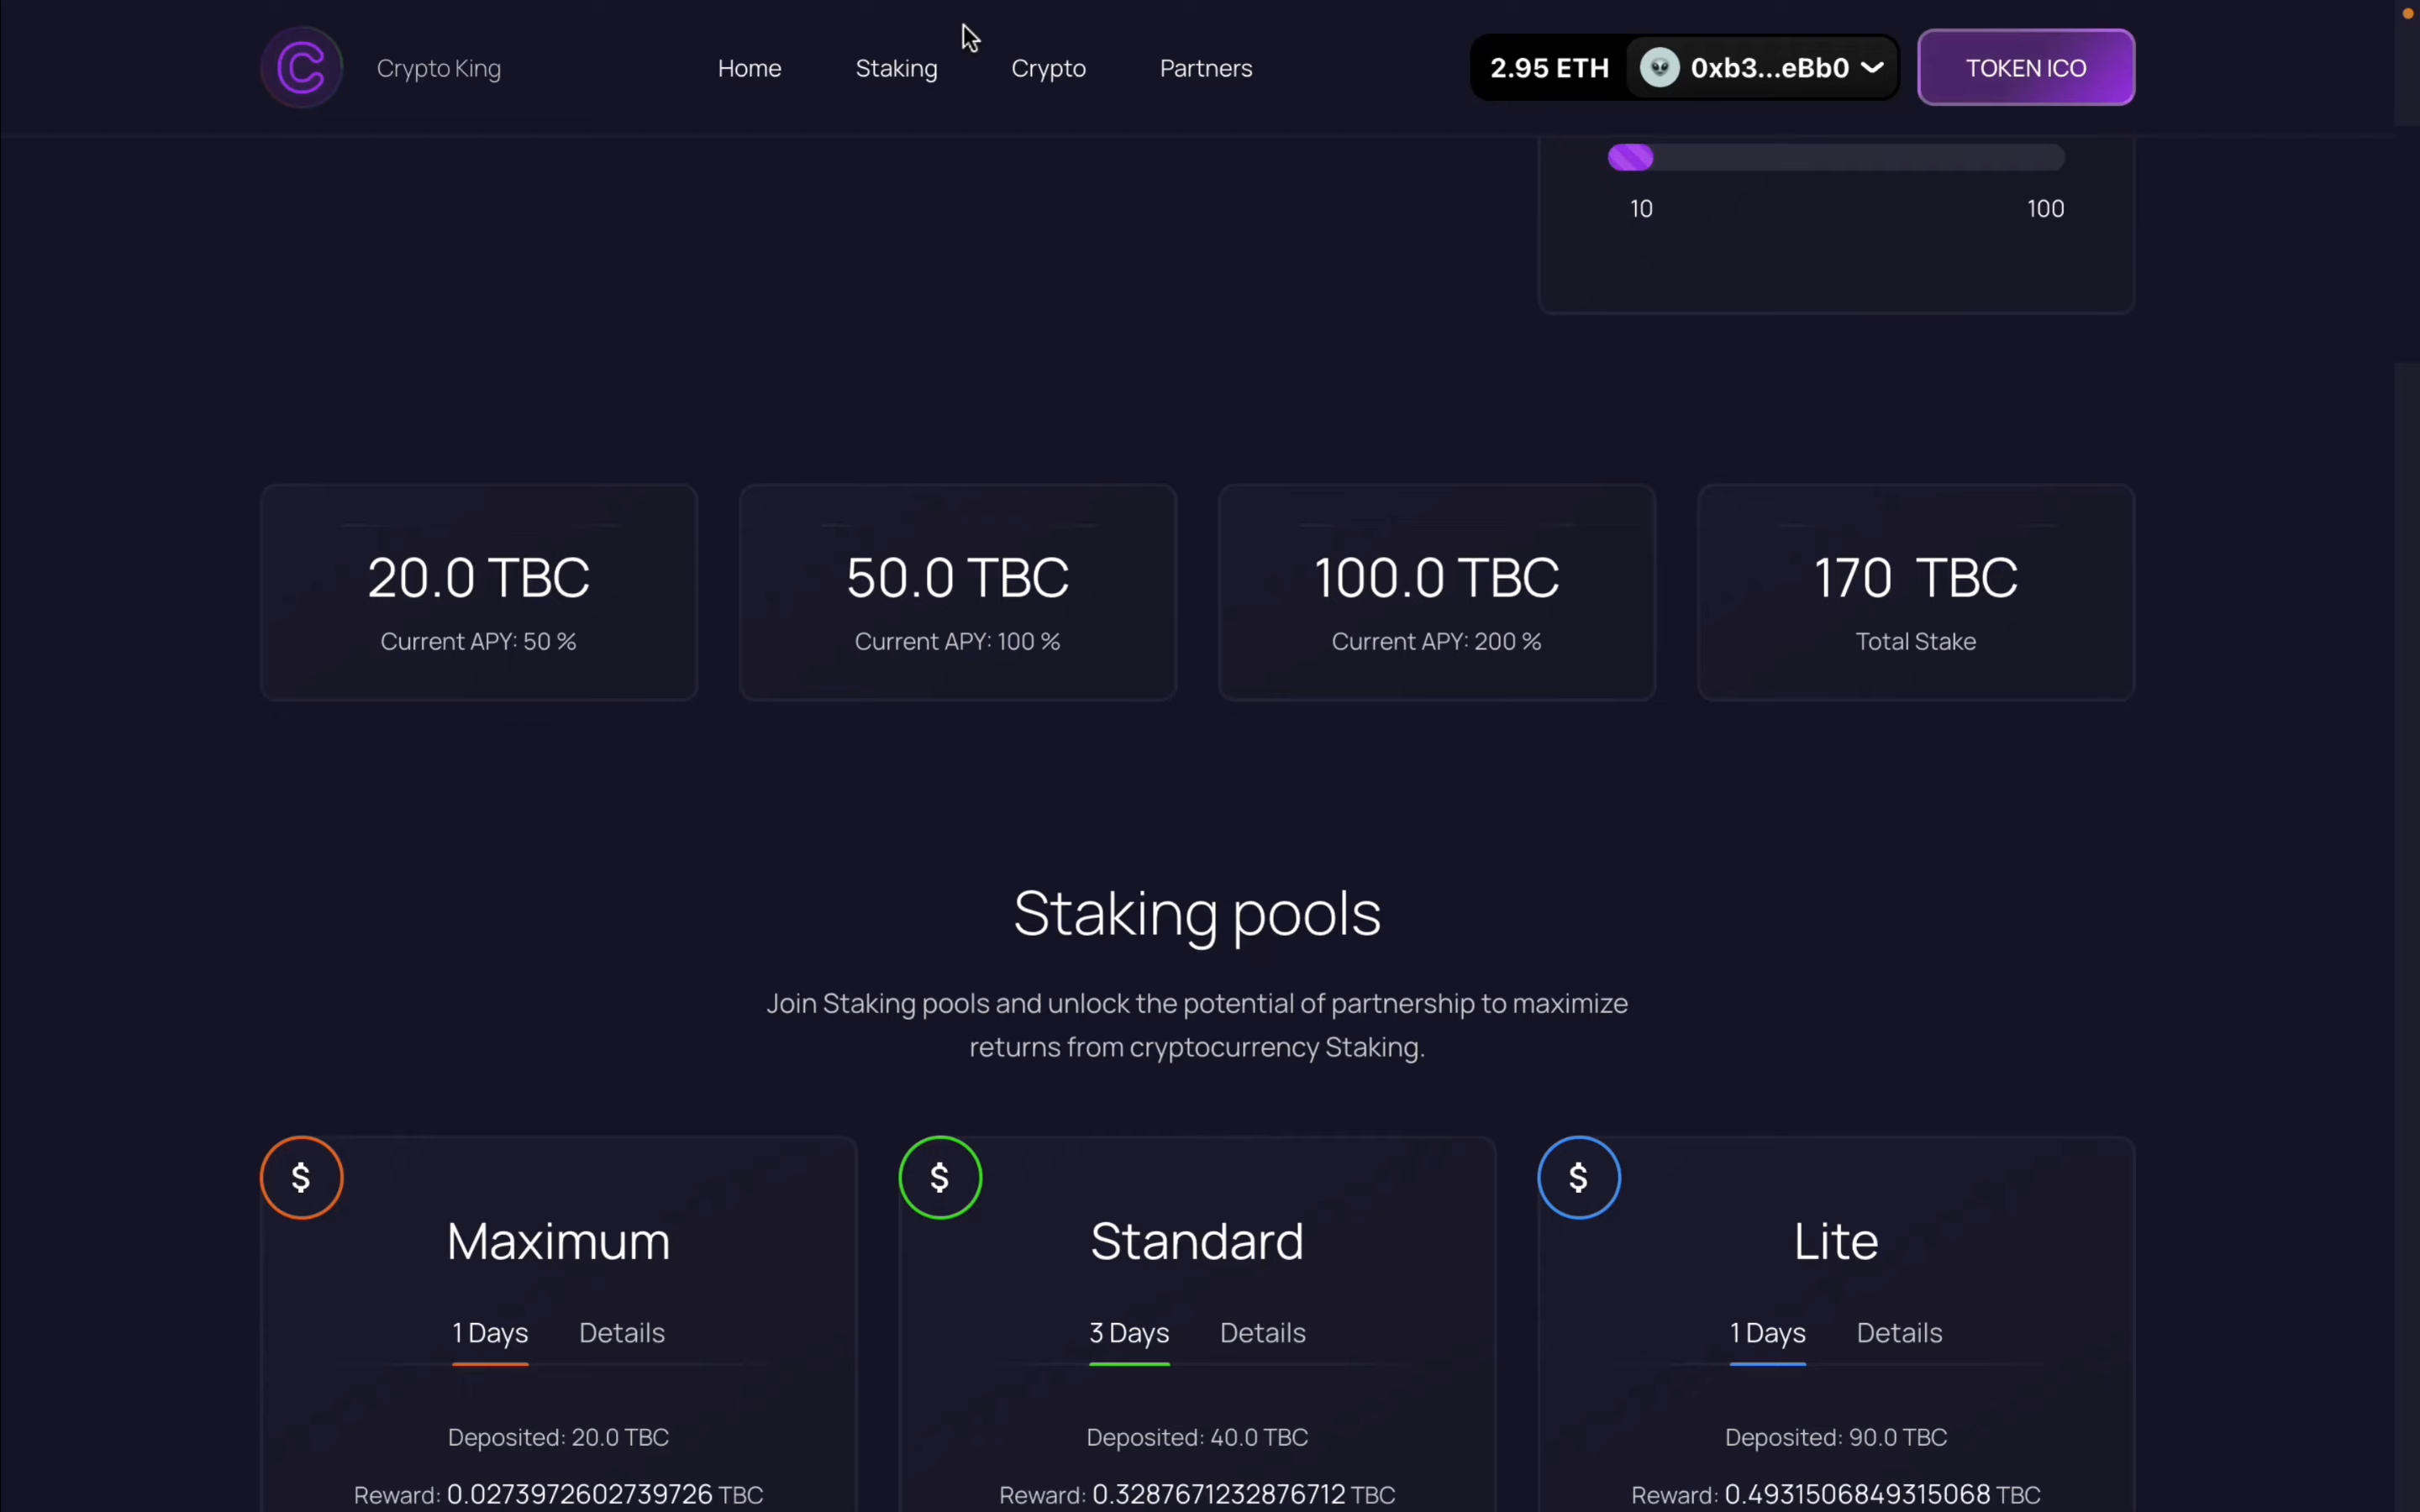 Crypto King
Home
Staking
Crypto
Partners
2.95 ETH
0xb3...eBb0
TOKEN ICO
10
100
20.0 TBC
Current APY: 50 %
50.0 TBC
Current APY: 100 %
100.0 TBC
Current APY: 200 %
170 TBC
Total Stake
Staking pools
Join Staking pools and unlock the potential of partnership to maximize
returns from cryptocurrency Staking.
$
Maximum
1 Days
Details
Deposited: 20.0 TBC
Reward: 0.0273972602739726 TBC
$
Standard
3 Days
Details
Deposited: 40.0 TBC
Reward: 0.3287671232876712 TBC
$
Lite
1 Days
Details
Deposited: 90.0 TBC
Reward: 0.4931506849315068 TBC